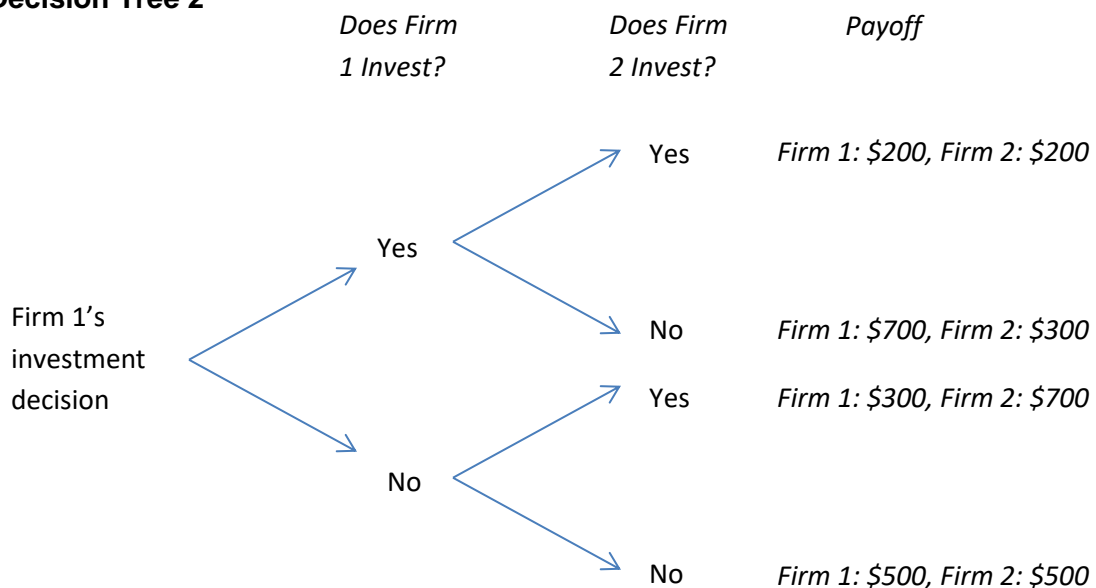 Decision Tree 2
Does Firm 1 Invest?
Does Firm 2 Invest?
Payoff
Yes
Firm 1: $200, Firm 2: $200
Yes
Firm 1's investment decision
No
Firm 1: $700, Firm 2: $300
Yes
Firm 1: $300, Firm 2: $700
No
No
Firm 1: $500, Firm 2: $500